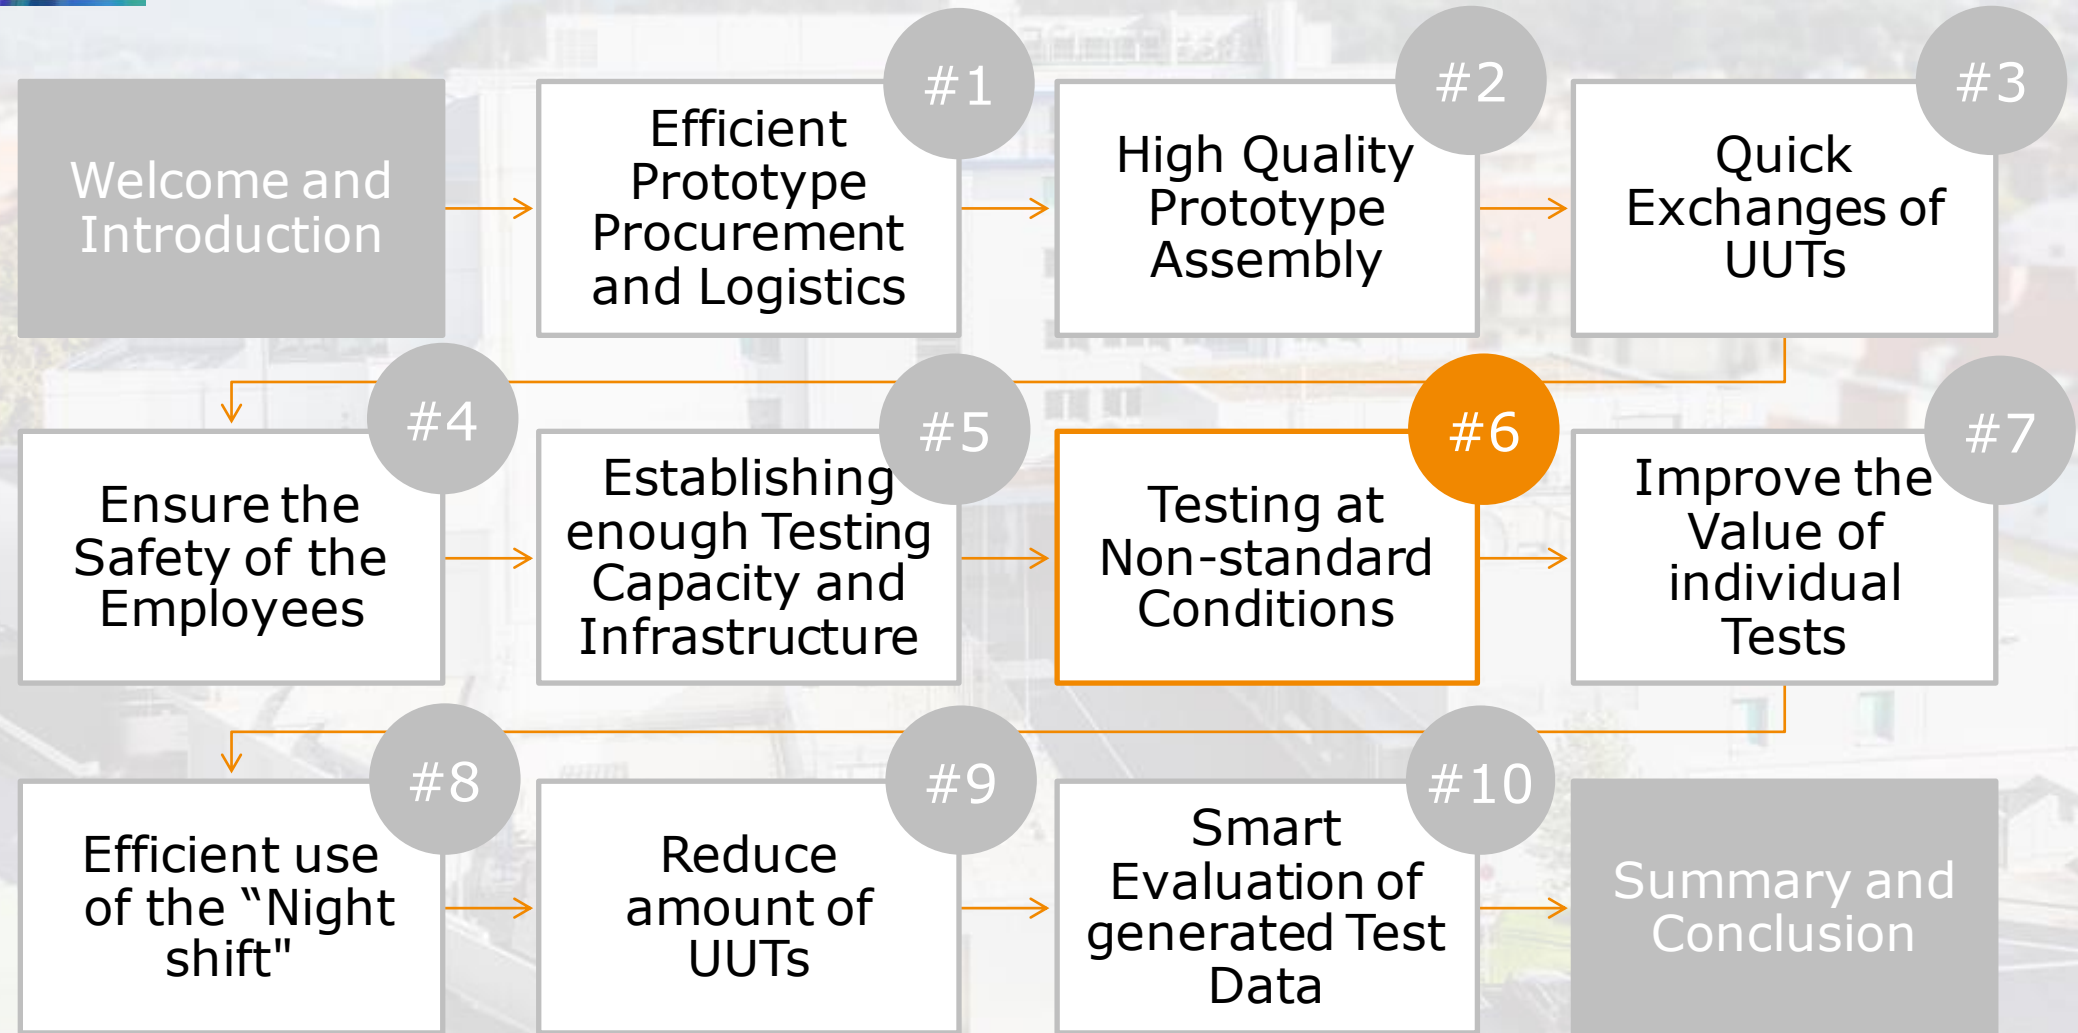 Welcome and
Introduction
#1
Efficient
Prototype
Procurement
and Logistics
#2
High Quality
Prototype
Assembly
#3
Quick
Exchanges of
UUTs
#4
Ensure the
Safety of the
Employees
#5
Establishing
enough Testing
Capacity and
Infrastructure
#6
Testing at
Non-standard
Conditions
#7
Improve the
Value of
individual
Tests
#8
Efficient use
of the “Night
shift"
#9
Reduce
amount of
UUTs
#10
Smart
Evaluation of
generated Test
Data
Summary and
Conclusion